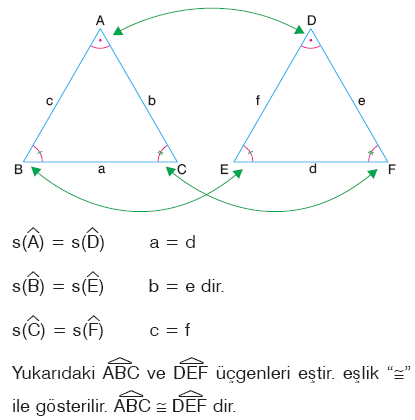 A D
c b f e
B a C E d F
s(Â) = s(D̂) a = d
s(B̂) = s(Ê) b = e dir.
s(Ĉ) = s(F̂) c = f
Yukarıdaki ABC ve DEF üçgenleri eştir. eşlik “≅”
ile gösterilir. ABC ≅ DEF dir.